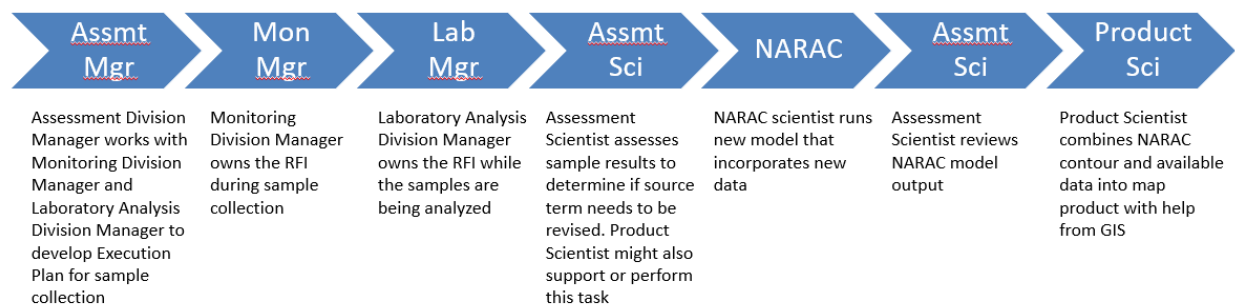 Assmt
Mgr
Mon
Mgr
Lab
Mgr
Assmt
Sci
NARAC
Assmt
Sci
Product
Sci
Assessment Division
Manager works with
Monitoring Division
Manager and
Laboratory Analysis
Division Manager to
develop Execution
Plan for sample
collection
Monitoring
Division Manager
owns the RFI
during sample
collection
Laboratory Analysis
Division Manager
owns the RFI while
the samples are
being analyzed
Assessment
Scientist assesses
sample results to
determine if source
term needs to be
revised. Product
Scientist might also
support or perform
this task
NARAC scientist runs
new model that
incorporates new
data
Assessment
Scientist reviews
NARAC model
output
Product Scientist
combines NARAC
contour and available
data into map
product with help
from GIS